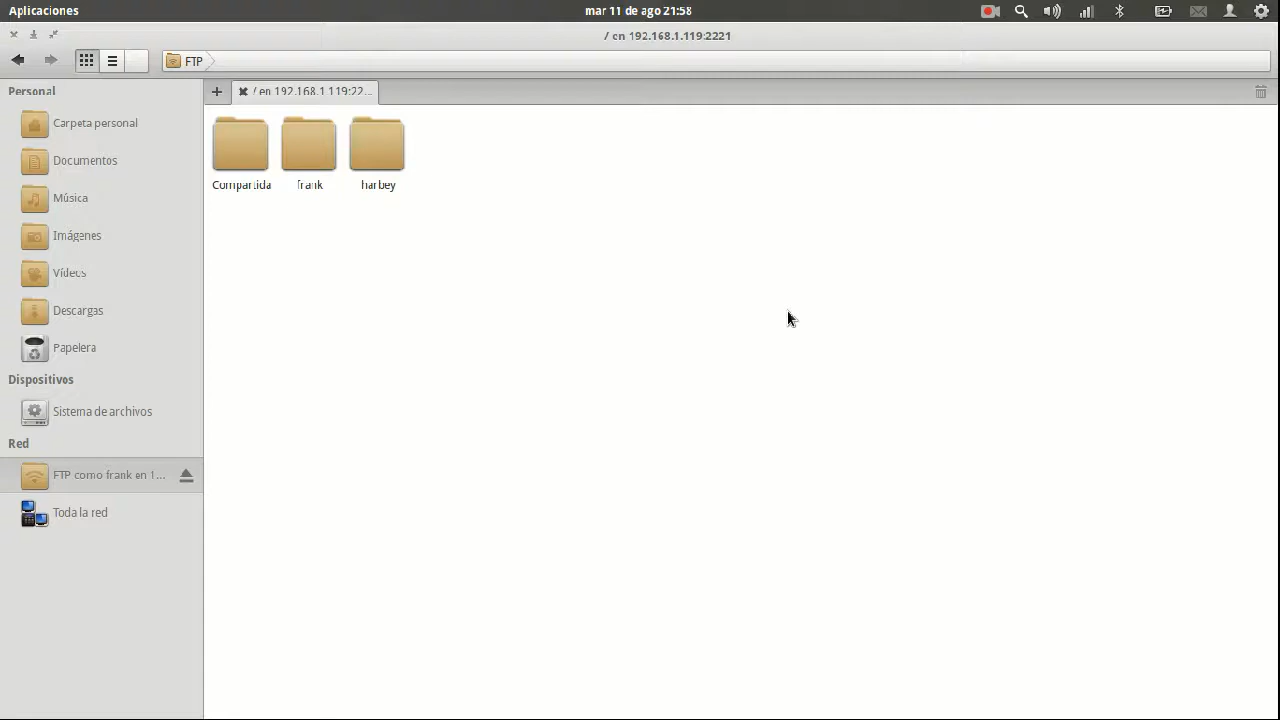 Aplicaciones
mar 11 de ago 21:58
/ en 192.168.1.119:2221
FTP
/ en 192.168.1.119:22...
Personal
Carpeta personal
Documentos
Música
Imágenes
Vídeos
Descargas
Papelera
Dispositivos
Sistema de archivos
Red
FTP como frank en 1...
Toda la red
Compartida
frank
harbey